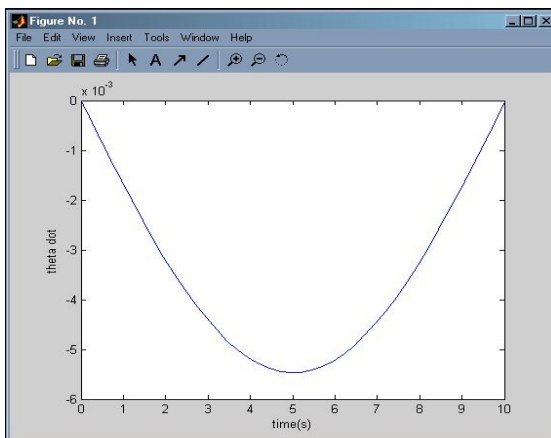 Figure No. 1
File Edit View Insert Tools Window Help
A
x 10-3
0
-1
-2
-3
-4
-5
-6
theta dot
0 1 2 3 4 5 6 7 8 9 10
time(s)